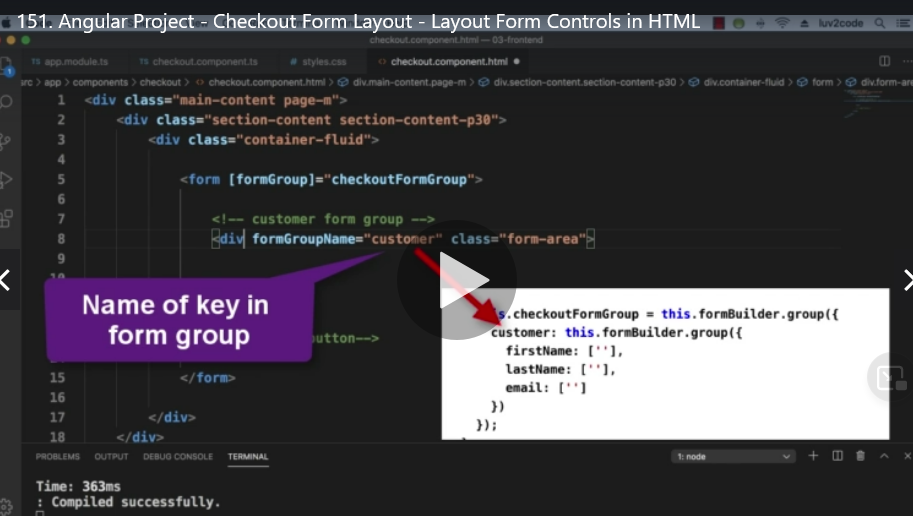 151. Angular Project - Checkout Form Layout - Layout Form Controls in HTML
luv2code
checkout.component.html — 03-frontend
TS app.module.ts
TS checkout.component.ts
# styles.css
<> checkout.component.html
src > app > components > checkout > <> checkout.component.html > div.main-content.page-m > div.section-content.section-content-p30 > div.container-fluid > form > div.form-are
1 <div class="main-content page-m">
2 <div class="section-content section-content-p30">
3 <div class="container-fluid">
4
5 <form [formGroup]="checkoutFormGroup">
6
7 <!-- customer form group -->
8 <div formGroupName="customer" class="form-area">
9
10
Name of key in
form group
button-->
15 </form>
16
17 </div>
18 </div>
s.checkoutFormGroup = this.formBuilder.group({
customer: this.formBuilder.group({
firstName: [''],
lastName: [''],
email: ['']
})
});
PROBLEMS OUTPUT DEBUG CONSOLE TERMINAL
1: node
Time: 363ms
: Compiled successfully.